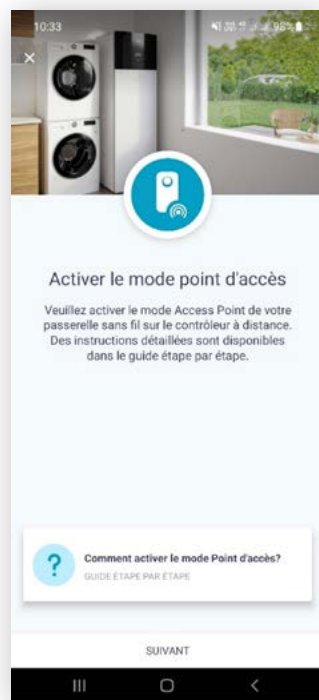 10:33
98%
Activer le mode point d'accès
Veuillez activer le mode Access Point de votre
passerelle sans fil sur le contrôleur à distance.
Des instructions détaillées sont disponibles
dans le guide étape par étape.
?
Comment activer le mode Point d'accès?
GUIDE ÉTAPE PAR ÉTAPE
SUIVANT